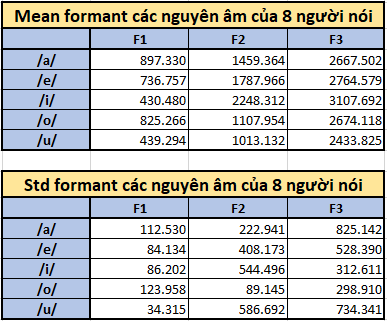 Mean formant các nguyên âm của 8 người nói
F1 F2 F3
/a/ 897.330 1459.364 2667.502
/e/ 736.757 1787.966 2764.579
/i/ 430.480 2248.312 3107.692
/o/ 825.266 1107.954 2674.118
/u/ 439.294 1013.132 2433.825
Std formant các nguyên âm của 8 người nói
F1 F2 F3
/a/ 112.530 222.941 825.142
/e/ 84.134 408.173 528.390
/i/ 86.202 544.496 312.611
/o/ 123.958 89.145 298.910
/u/ 34.315 586.692 734.341